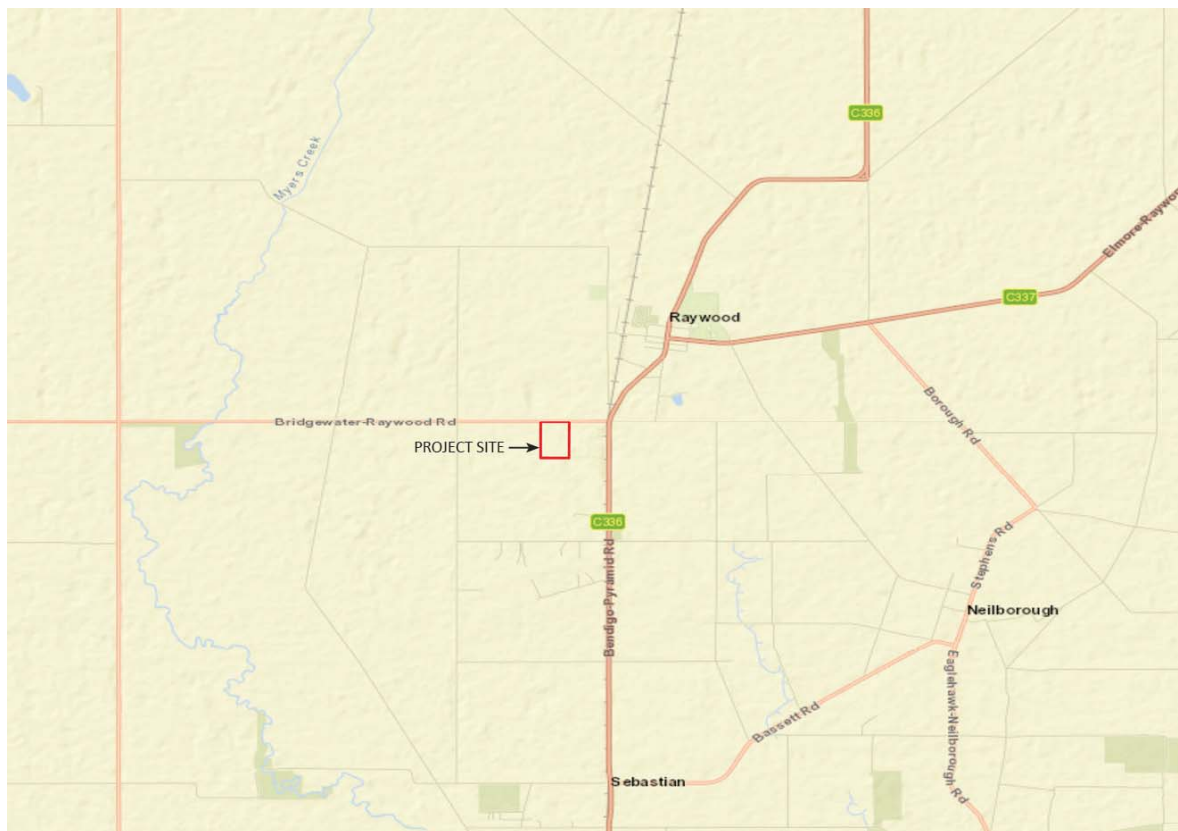 C336
Myers Creek
Elmore-Raywo
C337
Raywood
Bridgewater-Raywood Rd
Borough Rd
PROJECT SITE
C336
Stephens Rd
Bendigo-Pyramid Rd
Neilborough
Eaglehawk-Neilborough Rd
Bassett Rd
Sebastian